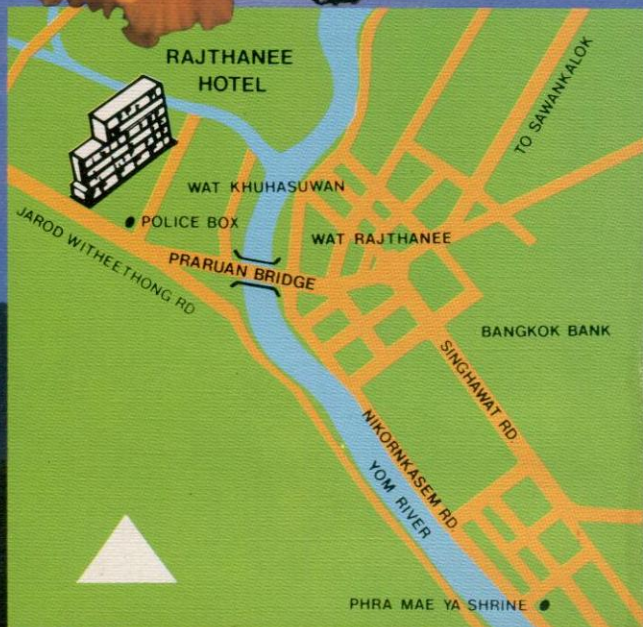 RAJTHANEE
HOTEL
TO SAWANKALOK
WAT KHUHASUWAN
POLICE BOX
WAT RAJTHANEE
JAROD WITHEETHONG RD
PRARUAN BRIDGE
BANGKOK BANK
SINGHAWAT RD.
NIKORNKASEM RD.
YOM RIVER
PHRA MAE YA SHRINE